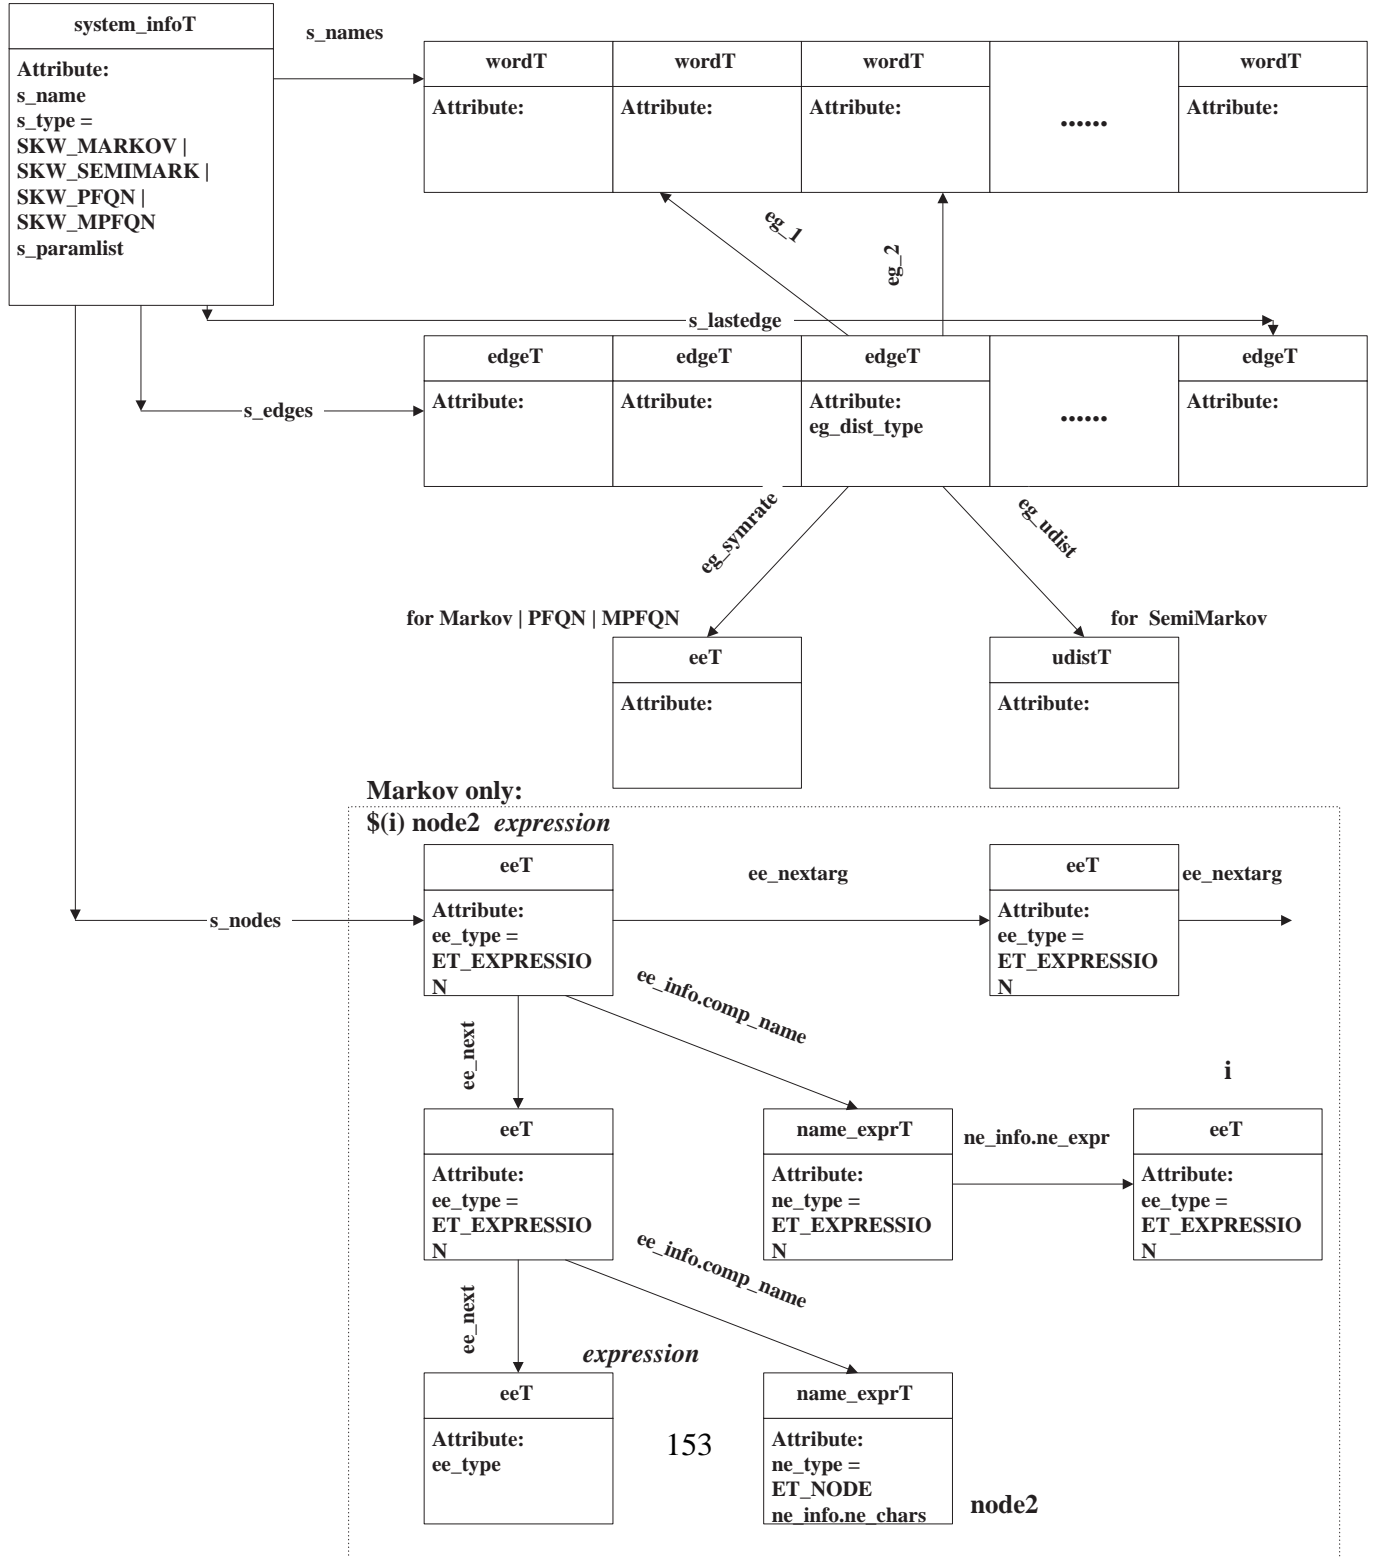 system_infoT
Attribute:
s_name
s_type =
SKW_MARKOV |
SKW_SEMIMARK |
SKW_PFQN |
SKW_MPFQN
s_paramlist
s_names
wordT
Attribute:
wordT
Attribute:
wordT
Attribute:
......
wordT
Attribute:
eg_1
eg_2
s_lastedge
s_edges
edgeT
Attribute:
edgeT
Attribute:
edgeT
Attribute:
eg_dist_type
......
edgeT
Attribute:
eg_symrate
eg_udist
for Markov | PFQN | MPFQN
for SemiMarkov
eeT
Attribute:
udistT
Attribute:
Markov only:
$(i) node2 expression
s_nodes
eeT
Attribute:
ee_type =
ET_EXPRESSIO
N
ee_nextarg
eeT
Attribute:
ee_type =
ET_EXPRESSIO
N
ee_nextarg
ee_next
ee_info.comp_name
i
eeT
Attribute:
ee_type =
ET_EXPRESSIO
N
name_exprT
Attribute:
ne_type =
ET_EXPRESSIO
N
ne_info.ne_expr
eeT
Attribute:
ee_type =
ET_EXPRESSIO
N
ee_next
ee_info.comp_name
expression
eeT
Attribute:
ee_type
153
name_exprT
Attribute:
ne_type =
ET_NODE
ne_info.ne_chars
node2